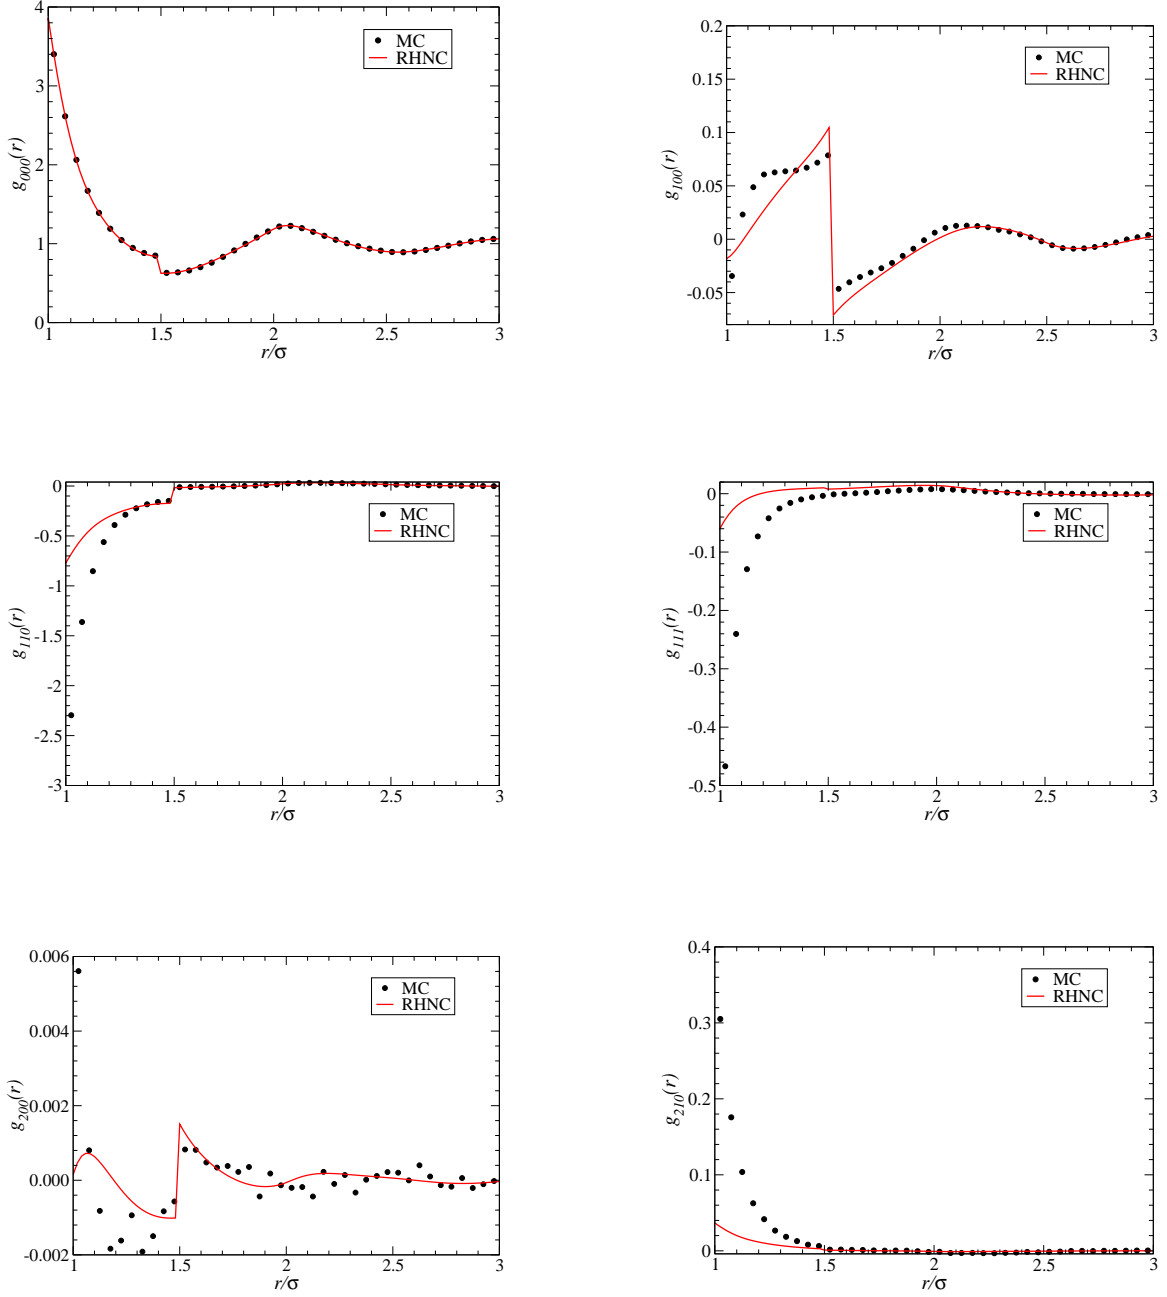 4
3
2
1
0
g000(r)
MC
RHNC
1
1.5
2
2.5
3
r/σ
0.2
0.15
0.1
0.05
0
-0.05
g100(r)
MC
RHNC
1
1.5
2
2.5
3
r/σ
0
-0.5
-1
-1.5
-2
-2.5
-3
g110(r)
MC
RHNC
1
1.5
2
2.5
3
r/σ
0
-0.1
-0.2
-0.3
-0.4
-0.5
g111(r)
MC
RHNC
1
1.5
2
2.5
3
r/σ
0.006
0.004
0.002
0.000
-0.002
g200(r)
MC
RHNC
1
1.5
2
2.5
3
r/σ
0.4
0.3
0.2
0.1
0
g210(r)
MC
RHNC
1
1.5
2
2.5
3
r/σ